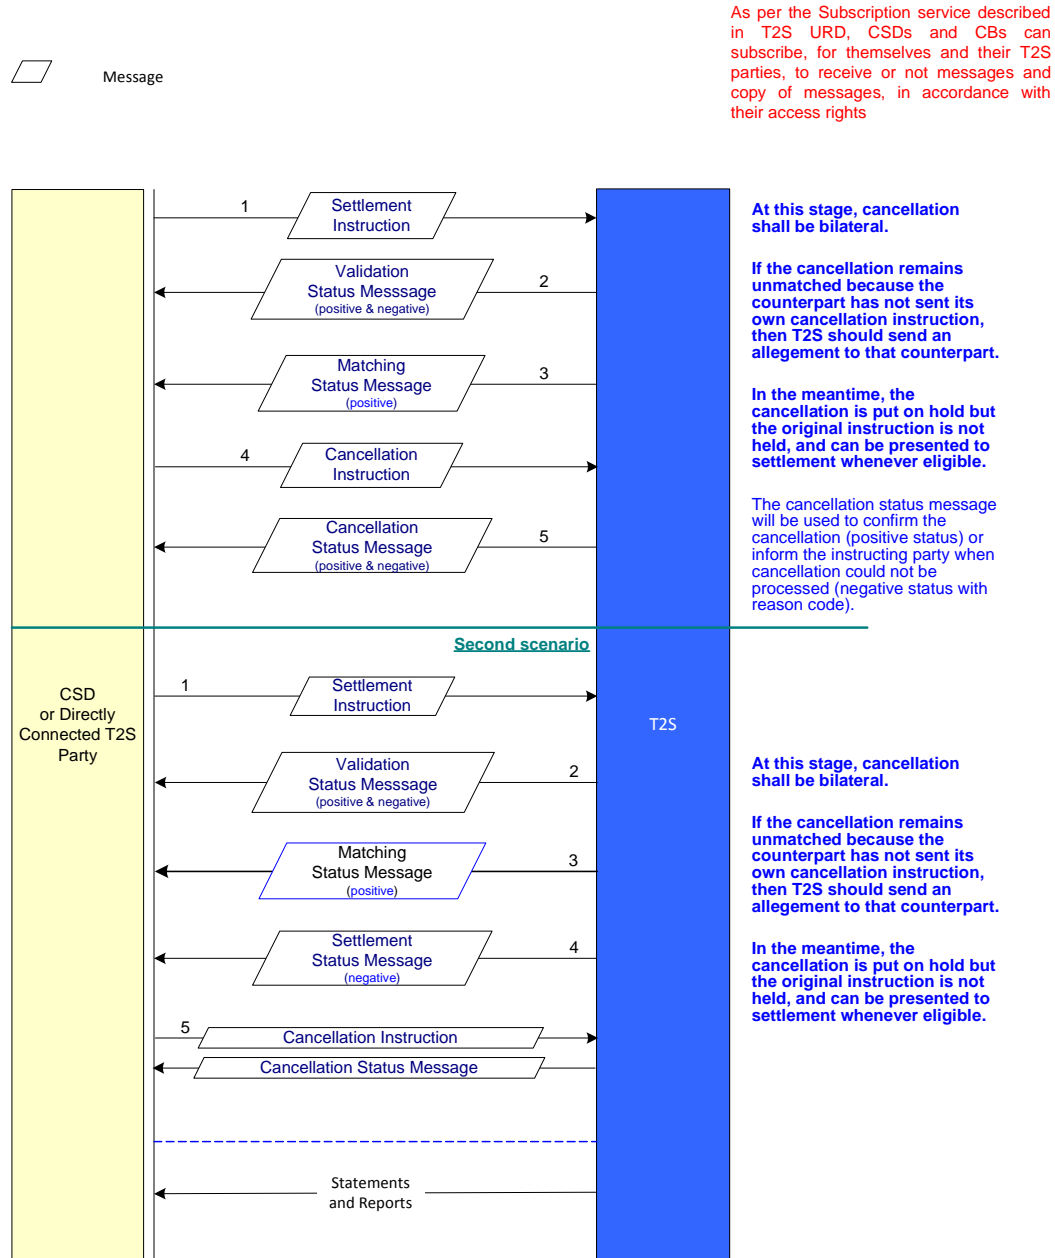 As per the Subscription service described
in T2S URD, CSDs and CBs can
subscribe, for themselves and their T2S
parties, to receive or not messages and
copy of messages, in accordance with
their access rights
Message
1
Settlement
Instruction
At this stage, cancellation
shall be bilateral.
Validation
Status Messsage
(positive & negative)
2
If the cancellation remains
unmatched because the
counterpart has not sent its
own cancellation instruction,
then T2S should send an
allegement to that counterpart.
Matching
Status Message
(positive)
3
In the meantime, the
cancellation is put on hold but
the original instruction is not
held, and can be presented to
settlement whenever eligible.
4
Cancellation
Instruction
Cancellation
Status Message
(positive & negative)
5
The cancellation status message
will be used to confirm the
cancellation (positive status) or
inform the instructing party when
cancellation could not be
processed (negative status with
reason code).
Second scenario
CSD
or Directly
Connected T2S
Party
1
Settlement
Instruction
T2S
Validation
Status Messsage
(positive & negative)
2
At this stage, cancellation
shall be bilateral.
Matching
Status Message
(positive)
3
If the cancellation remains
unmatched because the
counterpart has not sent its
own cancellation instruction,
then T2S should send an
allegement to that counterpart.
Settlement
Status Message
(negative)
4
In the meantime, the
cancellation is put on hold but
the original instruction is not
held, and can be presented to
settlement whenever eligible.
5
Cancellation Instruction
Cancellation Status Message
Statements
and Reports